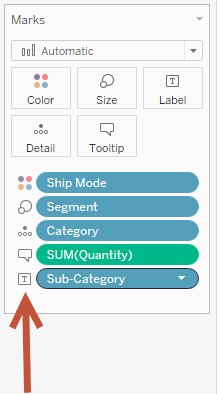 Marks
Automatic
Color
Size
T
Label
Detail
Tooltip
Ship Mode
Segment
Category
SUM(Quantity)
T
Sub-Category